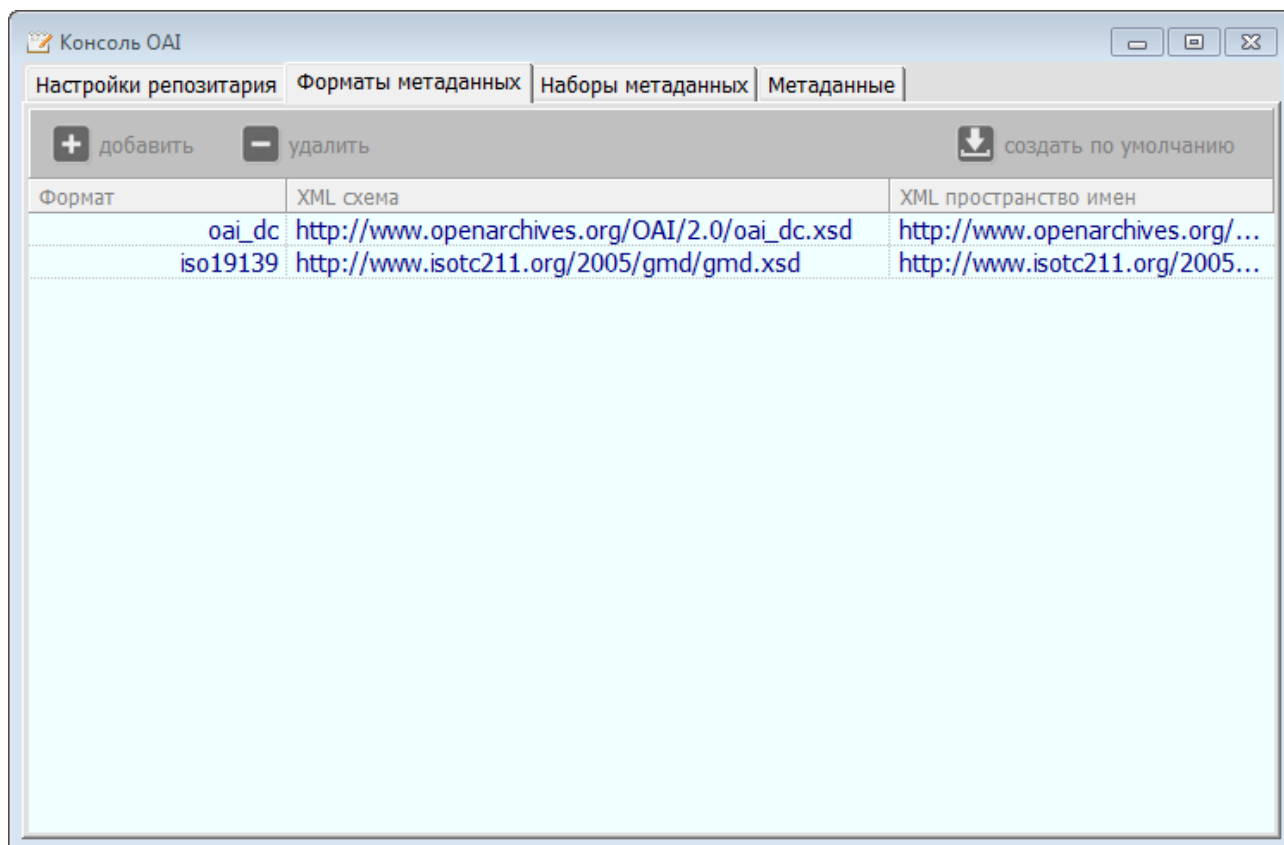 Консоль OAI
Настройки репозитария Форматы метаданных Наборы метаданных Метаданные
добавить удалить создать по умолчанию
Формат XML схема XML пространство имен
oai_dc http://www.openarchives.org/OAI/2.0/oai_dc.xsd http://www.openarchives.org/...
iso19139 http://www.isotc211.org/2005/gmd/gmd.xsd http://www.isotc211.org/2005...